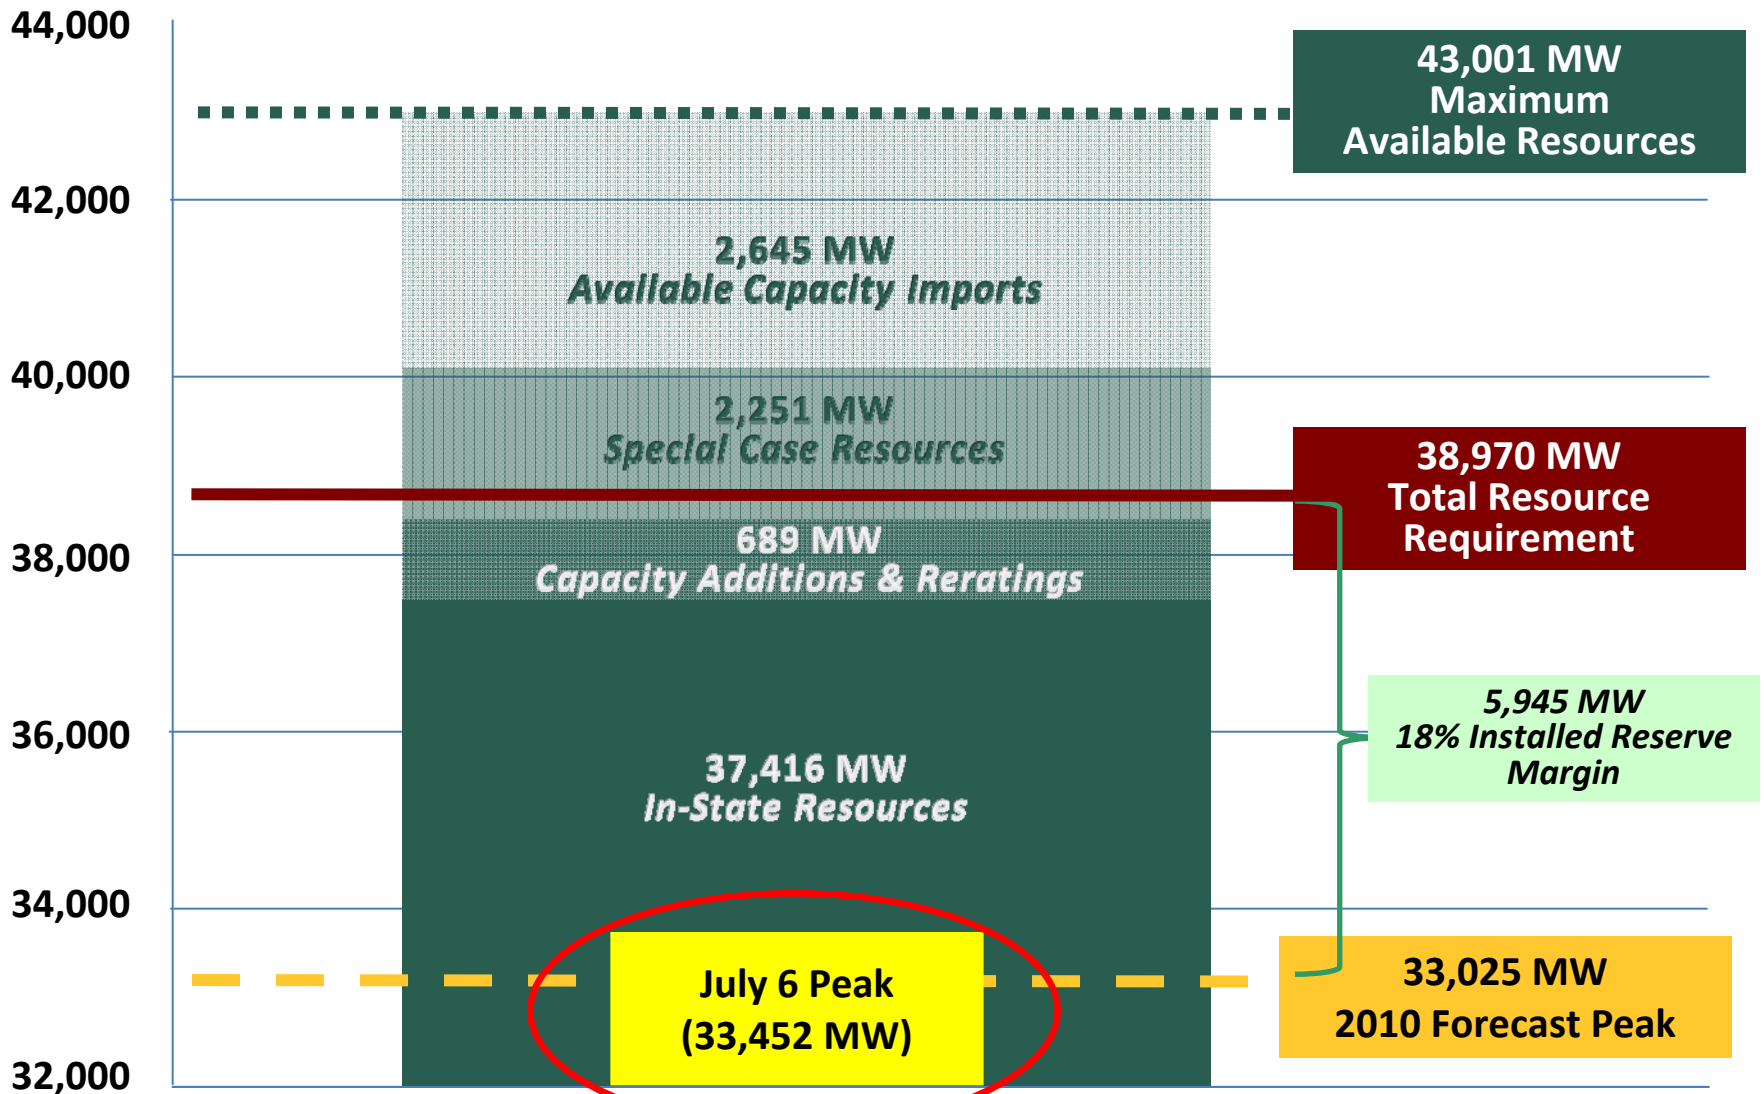 44,000
42,000
40,000
38,000
36,000
34,000
32,000
2,645 MW
Available Capacity Imports
2,251 MW
Special Case Resources
689 MW
Capacity Additions & Reratings
37,416 MW
In-State Resources
July 6 Peak
(33,452 MW)
43,001 MW
Maximum
Available Resources
38,970 MW
Total Resource
Requirement
5,945 MW
18% Installed Reserve
Margin
33,025 MW
2010 Forecast Peak